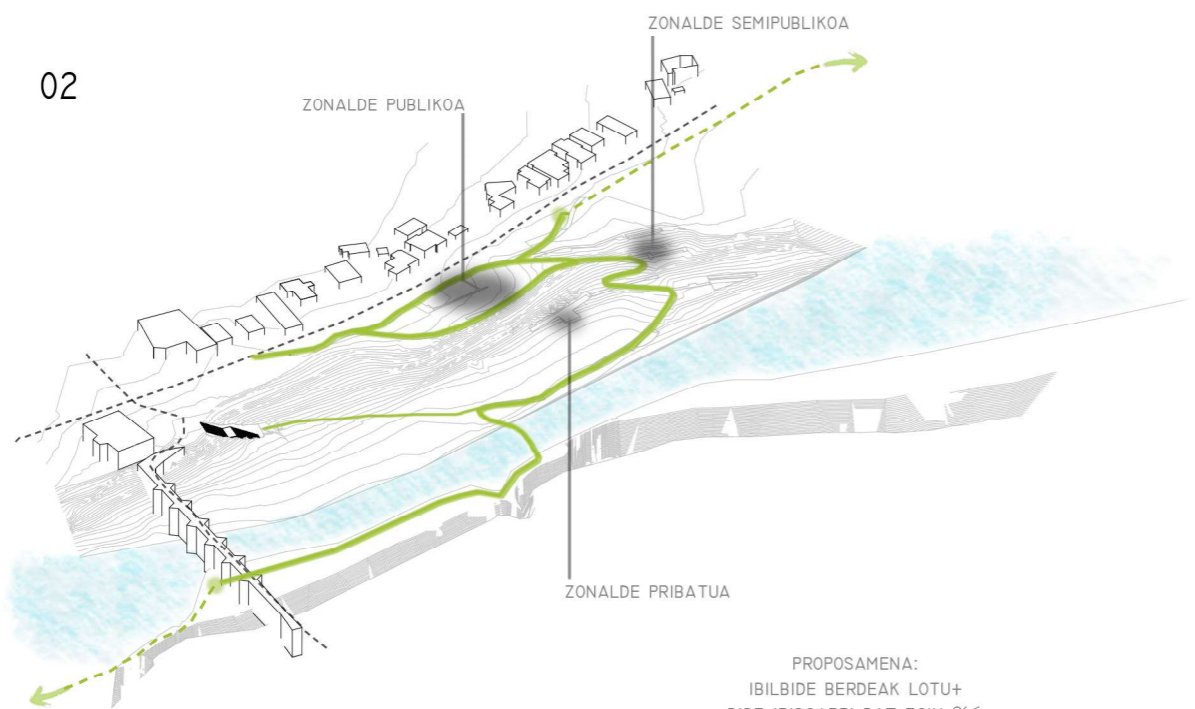 02
ZONALDE SEMIPUBLIKOA
ZONALDE PUBLIKOA
ZONALDE PRIBATUA
PROPOSAMENA:
IBILBIDE BERDEAK LOTU+